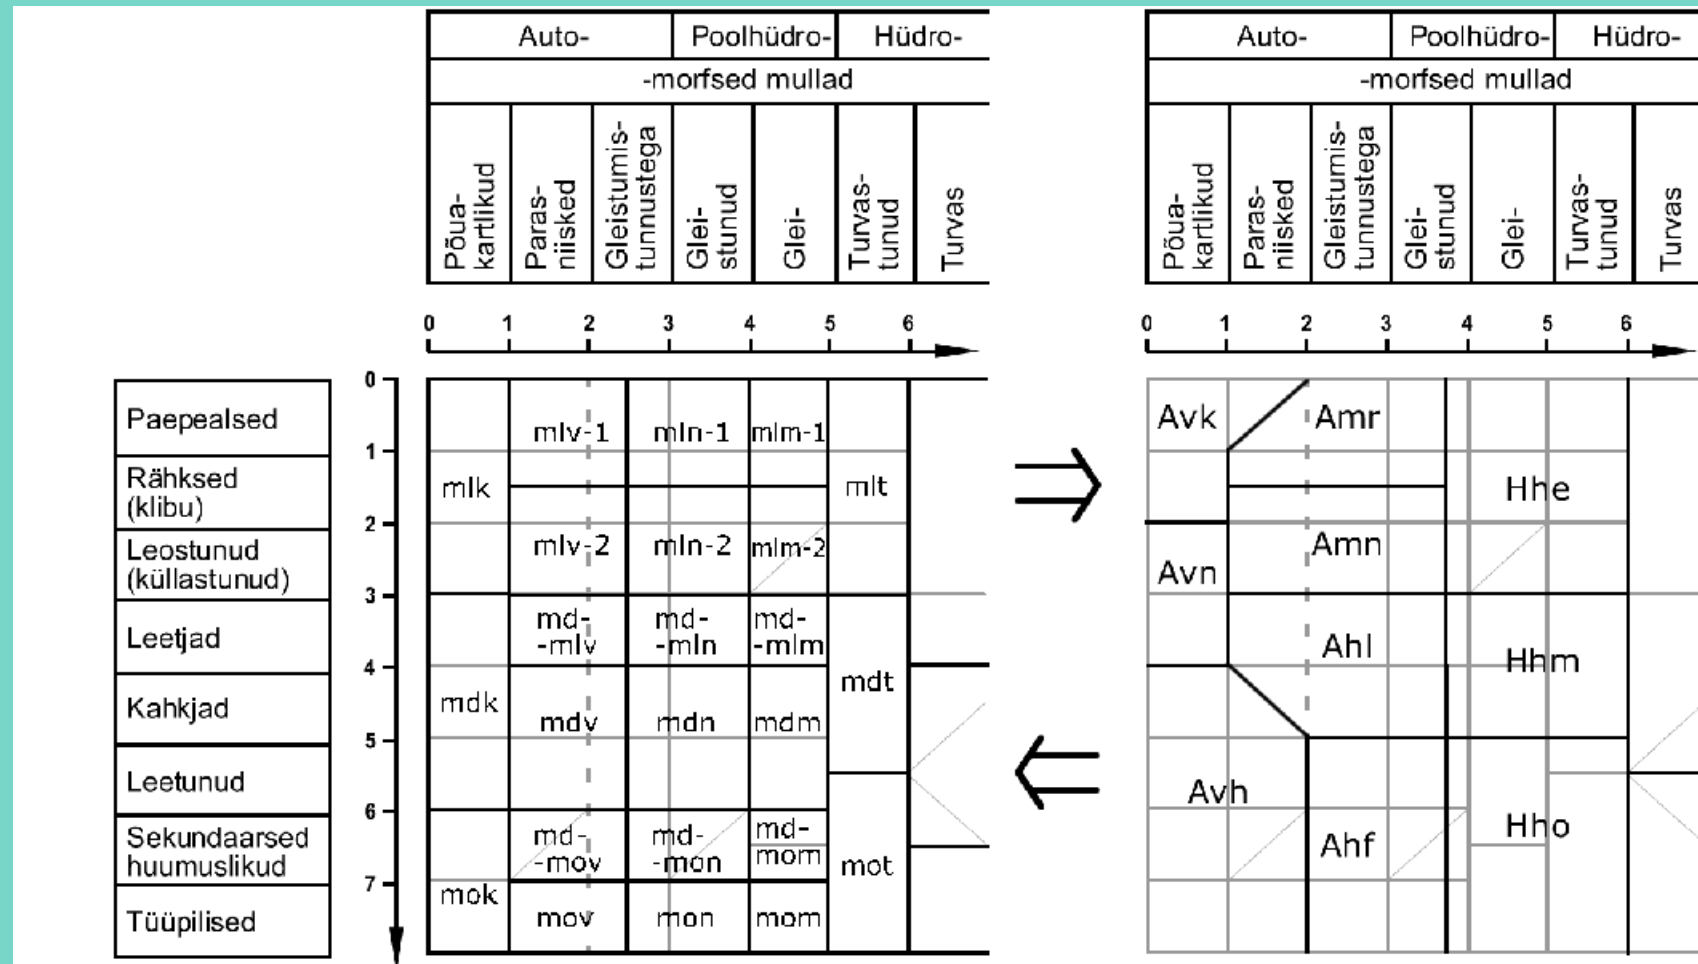 Auto- Poolhüdro- Hüdro-
-morfsed mullad
Põua-
kartlikud
Paras-
niisked
Gleistumis-
tunnustega
Glei-
stunud
Glei-
Turvas-
tunud
Turvas
0 1 2 3 4 5 6
Auto- Poolhüdro- Hüdro-
-morfsed mullad
Põua-
kartlikud
Paras-
niisked
Gleistumis-
tunnustega
Glei-
stunud
Glei-
Turvas-
tunud
Turvas
0 1 2 3 4 5 6
Paepealsed
Rähksed
(klibu)
Leostunud
(küllastunud)
Leetjad
Kahkjad
Leetunud
Sekundaarsed
huumuslikud
Tüüpilised
0
1
2
3
4
5
6
7
mlv-1 mln-1 mlm-1
mlk mlt
mlv-2 mln-2 mlm-2
md- md- md-
-mlv -mln -mlm
mdk mdt
mdv mdn mdm
md- md- md-
-mov -mon mom
mok mot
mov mon mom
Avk Amr
Hhe
Avn Amn
Ahl Hhm
Avh
Ahf Hho